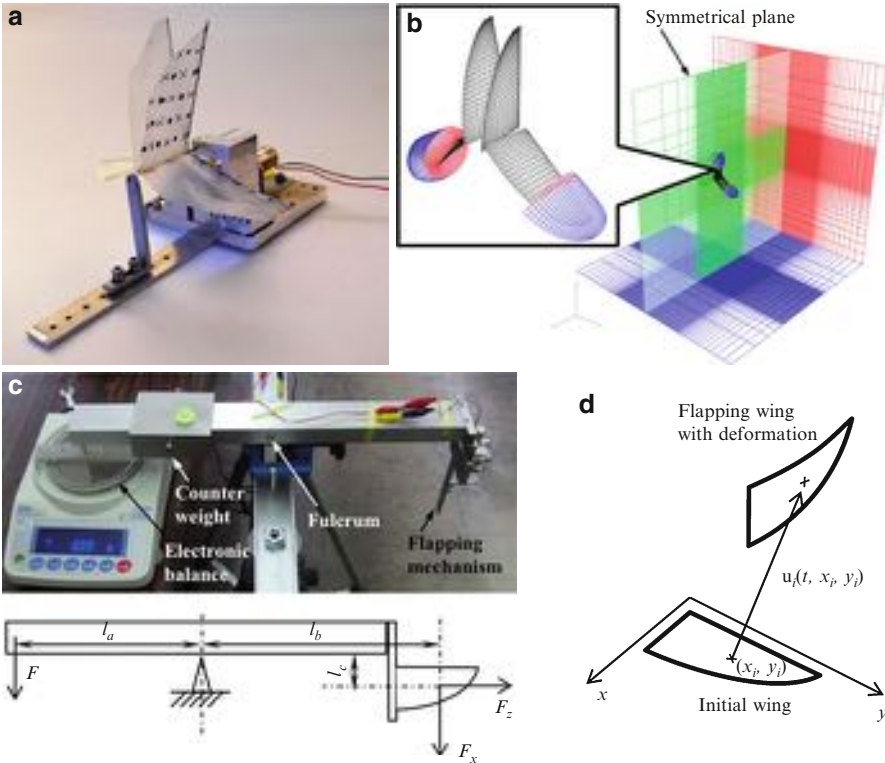 a
b
Symmetrical plane
c
Counter
weight
Fulcrum
Electronic
balance
Flapping
mechanism
l_a
l_b
l_c
F
F_z
F_x
d
Flapping wing
with deformation
u_i(t, x_i, y_i)
(x_i, y_i)
x
y
Initial wing